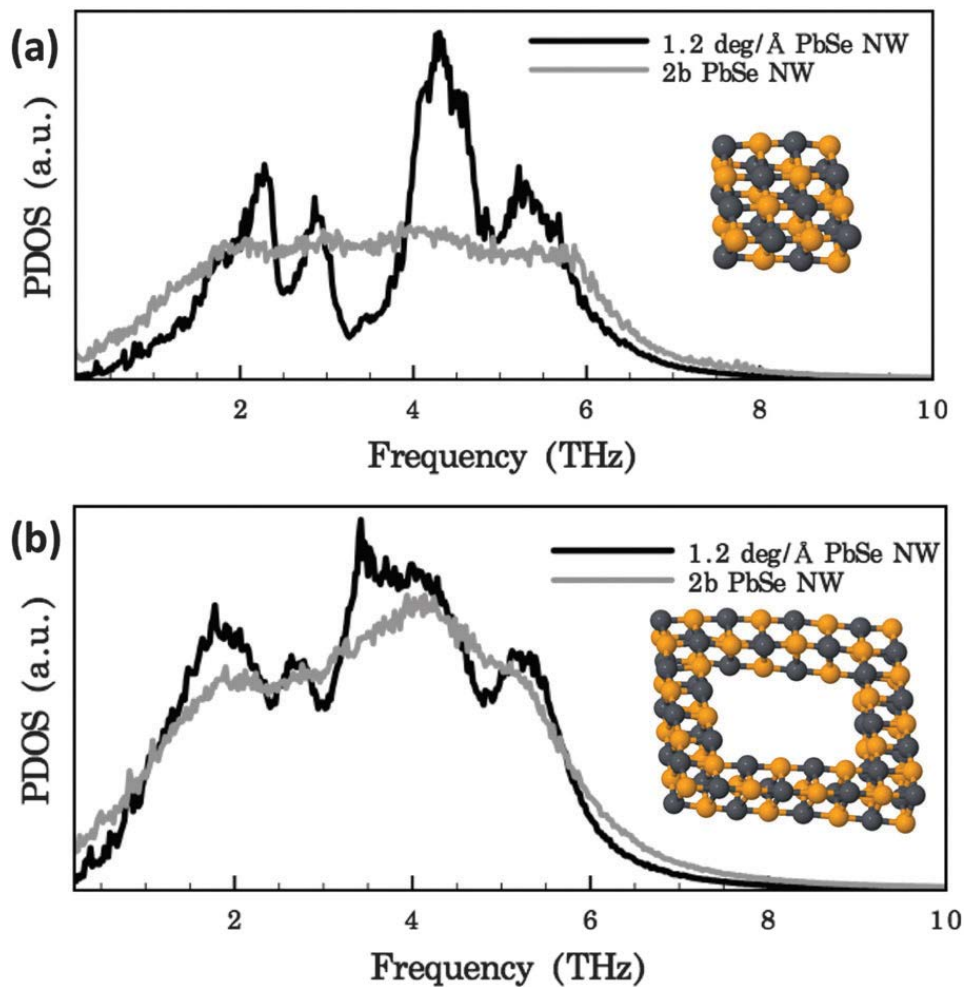 (a)
1.2 deg/Å PbSe NW
2b PbSe NW
PDOS (a.u.)
2 4 6 8 10
Frequency (THz)
(b)
1.2 deg/Å PbSe NW
2b PbSe NW
PDOS (a.u.)
2 4 6 8 10
Frequency (THz)